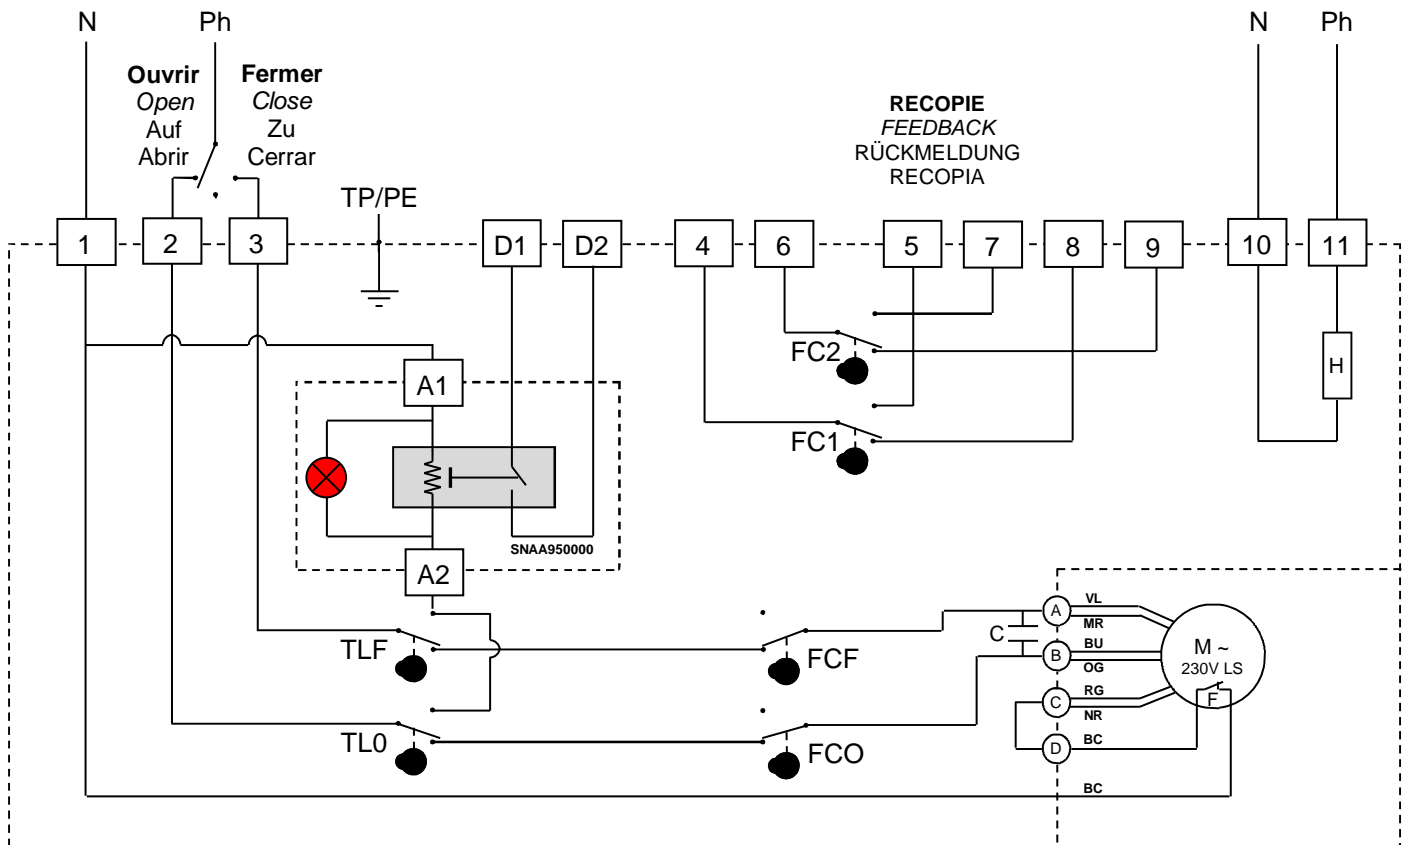 N
Ph
N
Ph
Ouvrir
Open
Auf
Abrir
Fermer
Close
Zu
Cerrar
RECOPIE
FEEDBACK
RÜCKMELDUNG
RECOPIA
TP/PE
1
2
3
D1
D2
4
6
5
7
8
9
10
11
FC2
H
A1
FC1
SNAA950000
A2
TLF
FCF
TL0
FCO
C
A
VL
MR
B
BU
OG
C
RG
NR
D
BC
BC
M ~
230V LS
F